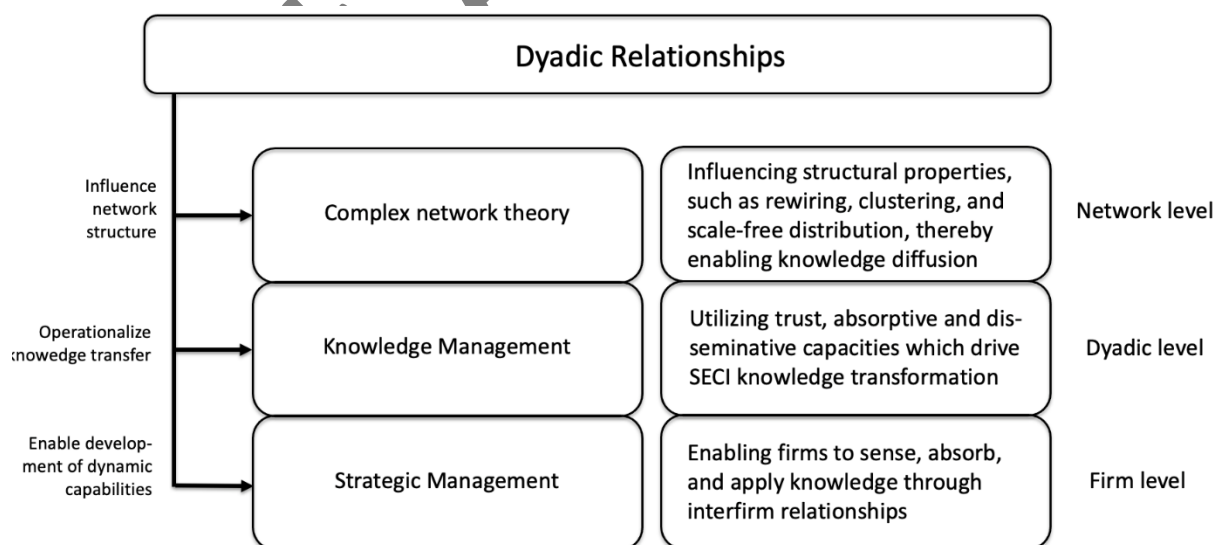 Dyadic Relationships
Influence
network
structure
Complex network theory
Influencing structural properties,
such as rewiring, clustering, and
scale-free distribution, thereby
enabling knowledge diffusion
Network level
Operationalize
nowedge transfer
Knowledge Management
Utilizing trust, absorptive and dis-
seminative capacities which drive
SECI knowledge transformation
Dyadic level
Enable develop-
ment of dynamic
capabilities
Strategic Management
Enabling firms to sense, absorb,
and apply knowledge through
interfirm relationships
Firm level